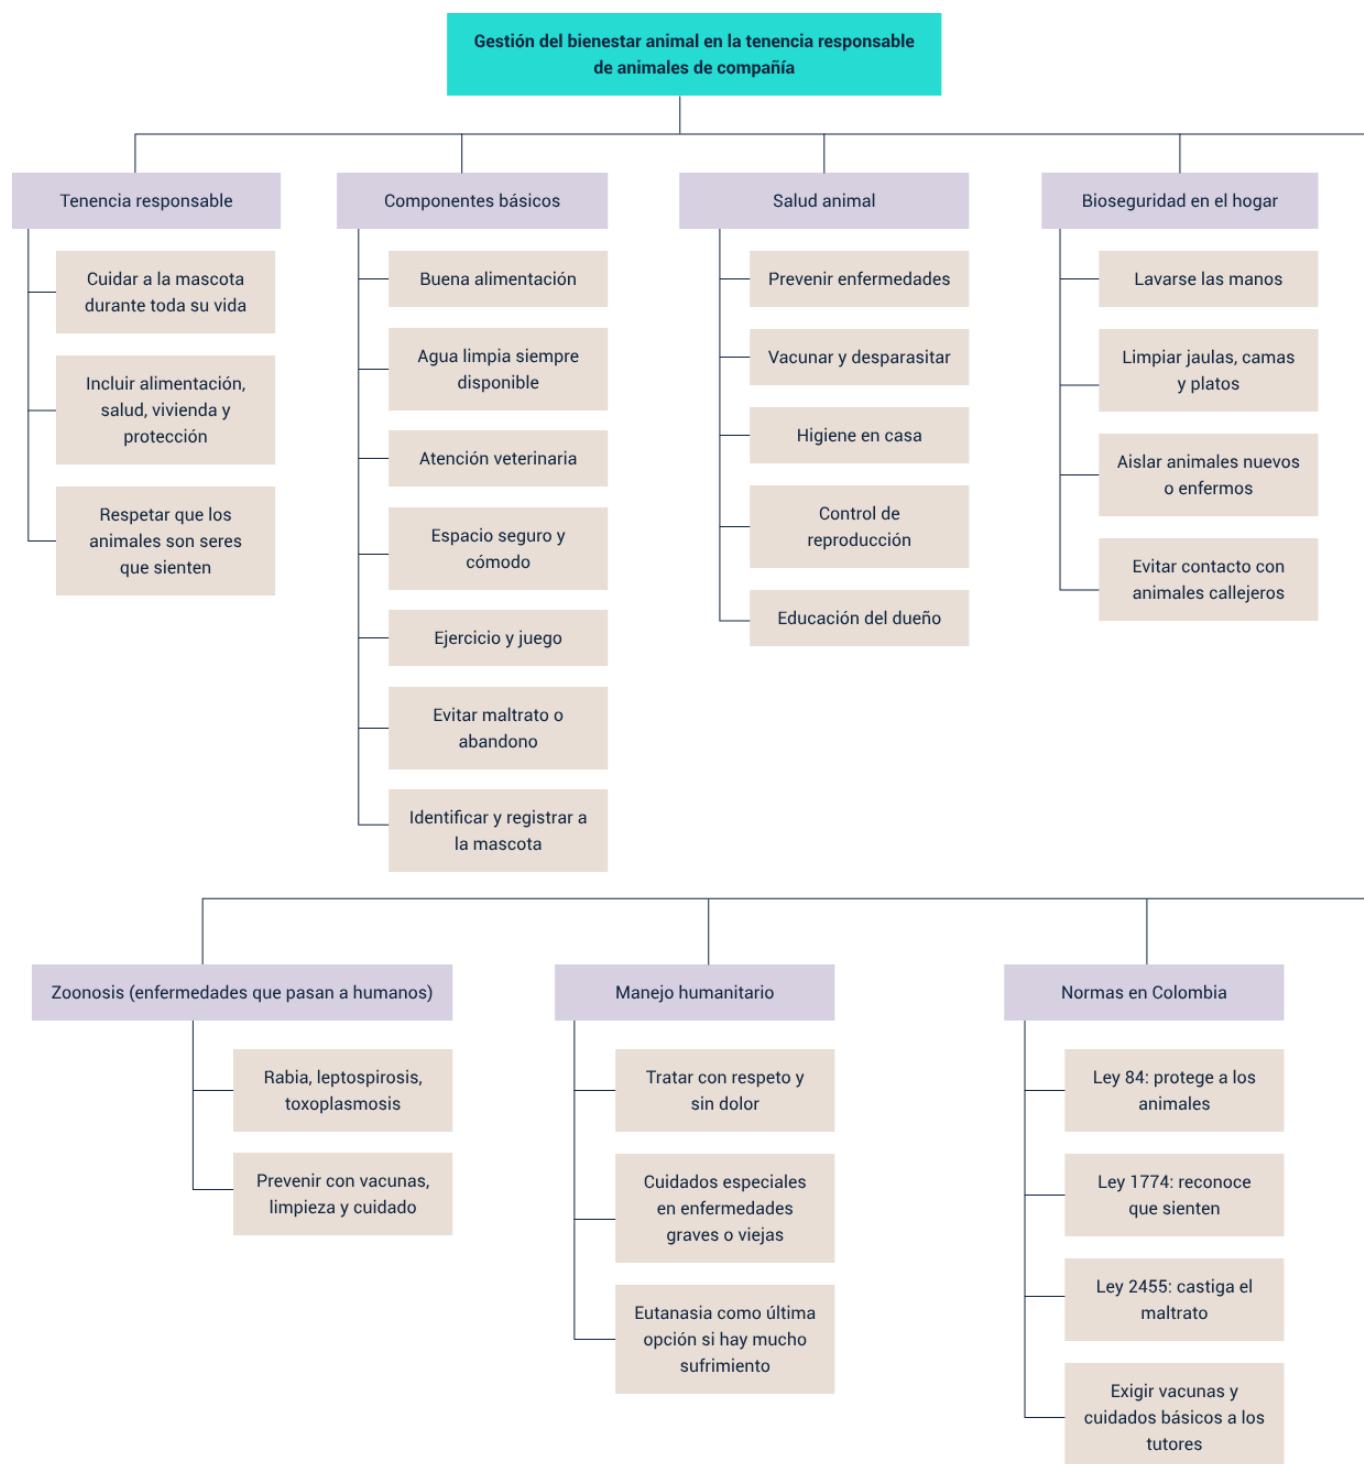 Gestión del bienestar animal en la tenencia responsable
de animales de compañía
Tenencia responsable
Cuidar a la mascota
durante toda su vida
Incluir alimentación,
salud, vivienda y
protección
Respetar que los
animales son seres
que sienten
Componentes básicos
Buena alimentación
Agua limpia siempre
disponible
Atención veterinaria
Espacio seguro y
cómodo
Ejercicio y juego
Evitar maltrato o
abandono
Identificar y registrar a
la mascota
Salud animal
Prevenir enfermedades
Vacunar y desparasitar
Higiene en casa
Control de
reproducción
Educación del dueño
Bioseguridad en el hogar
Lavarse las manos
Limpiar jaulas, camas
y platos
Aislar animales nuevos
o enfermos
Evitar contacto con
animales callejeros
Zoonosis (enfermedades que pasan a humanos)
Rabia, leptospirosis,
toxoplasmosis
Prevenir con vacunas,
limpieza y cuidado
Manejo humanitario
Tratar con respeto y
sin dolor
Cuidados especiales
en enfermedades
graves o viejas
Eutanasia como última
opción si hay mucho
sufrimiento
Normas en Colombia
Ley 84: protege a los
animales
Ley 1774: reconoce
que sienten
Ley 2455: castiga el
maltrato
Exigir vacunas y
cuidados básicos a los
tutores